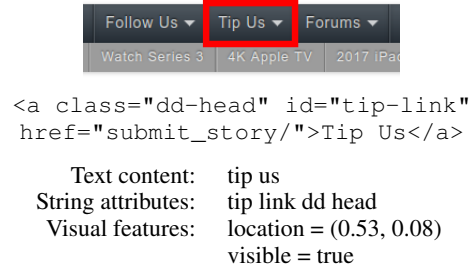 Follow Us ▾ Tip Us ▾ Forums ▾
Watch Series 3 4K Apple TV 2017 iPad
<a class="dd-head" id="tip-link"
href="submit_story/">Tip Us</a>
Text content: tip us
String attributes: tip link dd head
Visual features: location = (0.53, 0.08)
visible = true